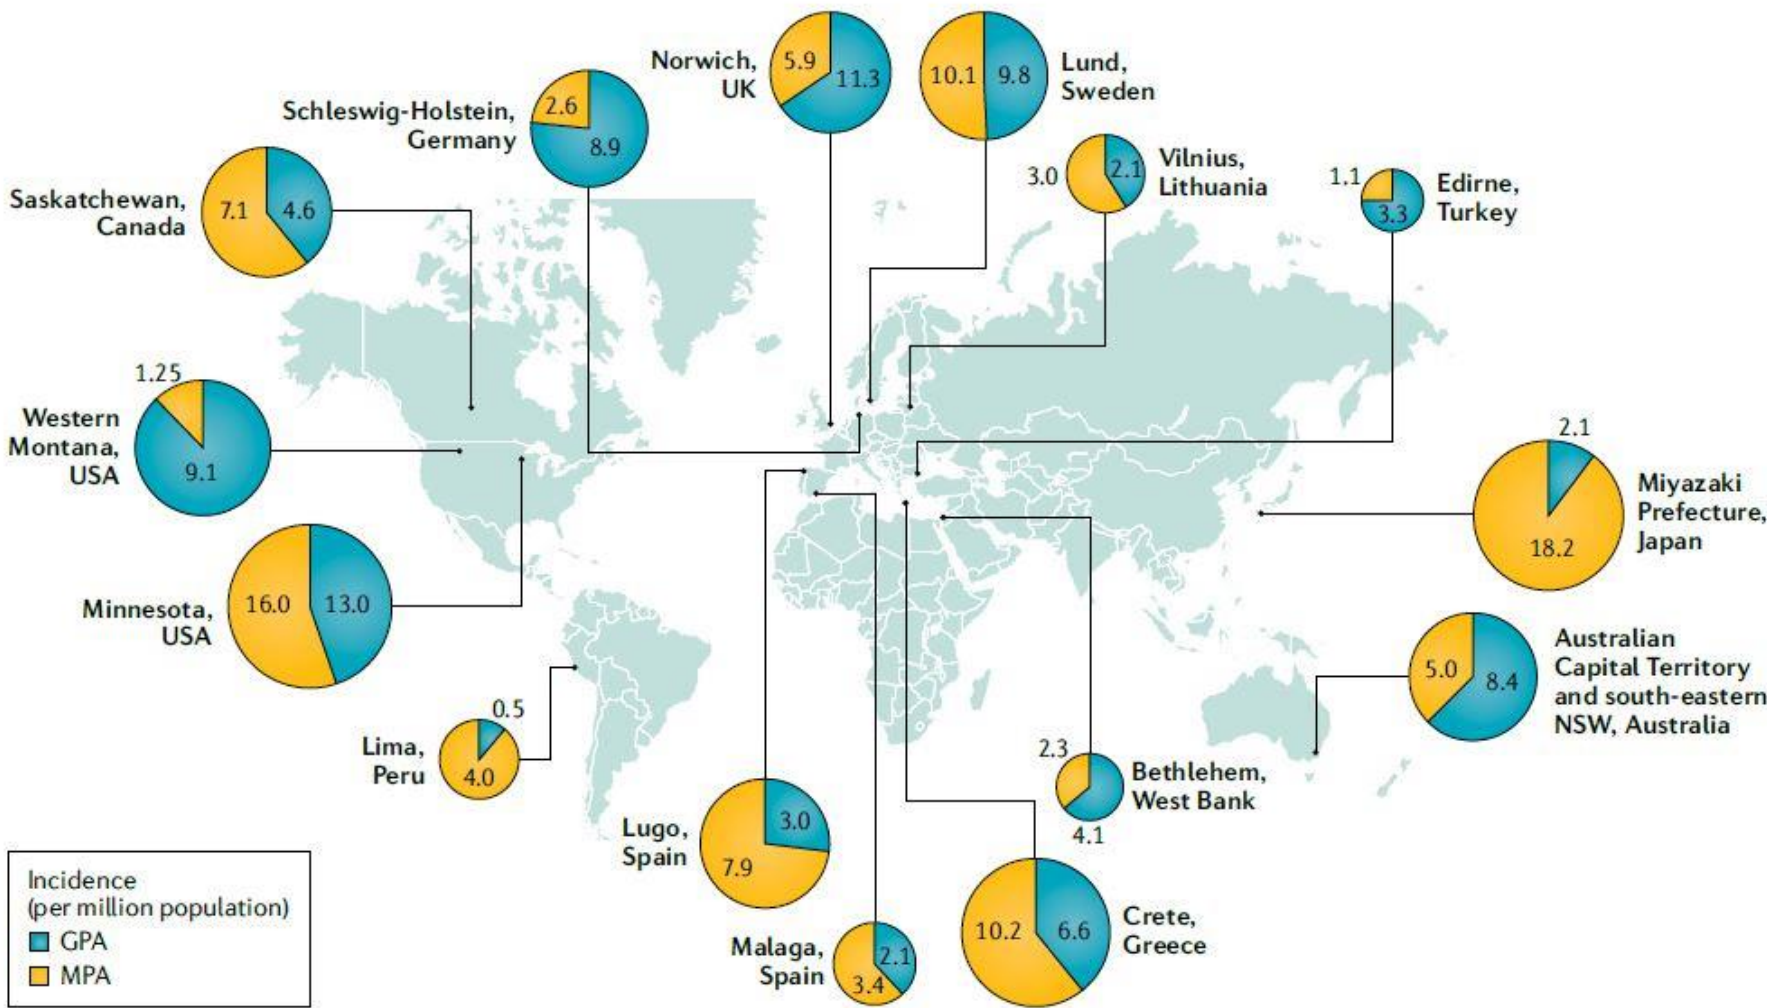 Norwich,
UK
5.9
11.3
10.1
9.8
Lund,
Sweden
Schleswig-Holstein,
Germany
2.6
8.9
3.0
2.1
Vilnius,
Lithuania
1.1
3.3
Edirne,
Turkey
Saskatchewan,
Canada
7.1
4.6
Western
Montana,
USA
1.25
9.1
2.1
18.2
Miyazaki
Prefecture,
Japan
Minnesota,
USA
16.0
13.0
5.0
8.4
Australian
Capital Territory
and south-eastern
NSW, Australia
Lima,
Peru
0.5
4.0
Lugo,
Spain
3.0
7.9
2.3
4.1
Bethlehem,
West Bank
Malaga,
Spain
2.1
3.4
10.2
6.6
Crete,
Greece
Incidence
(per million population)
GPA
MPA